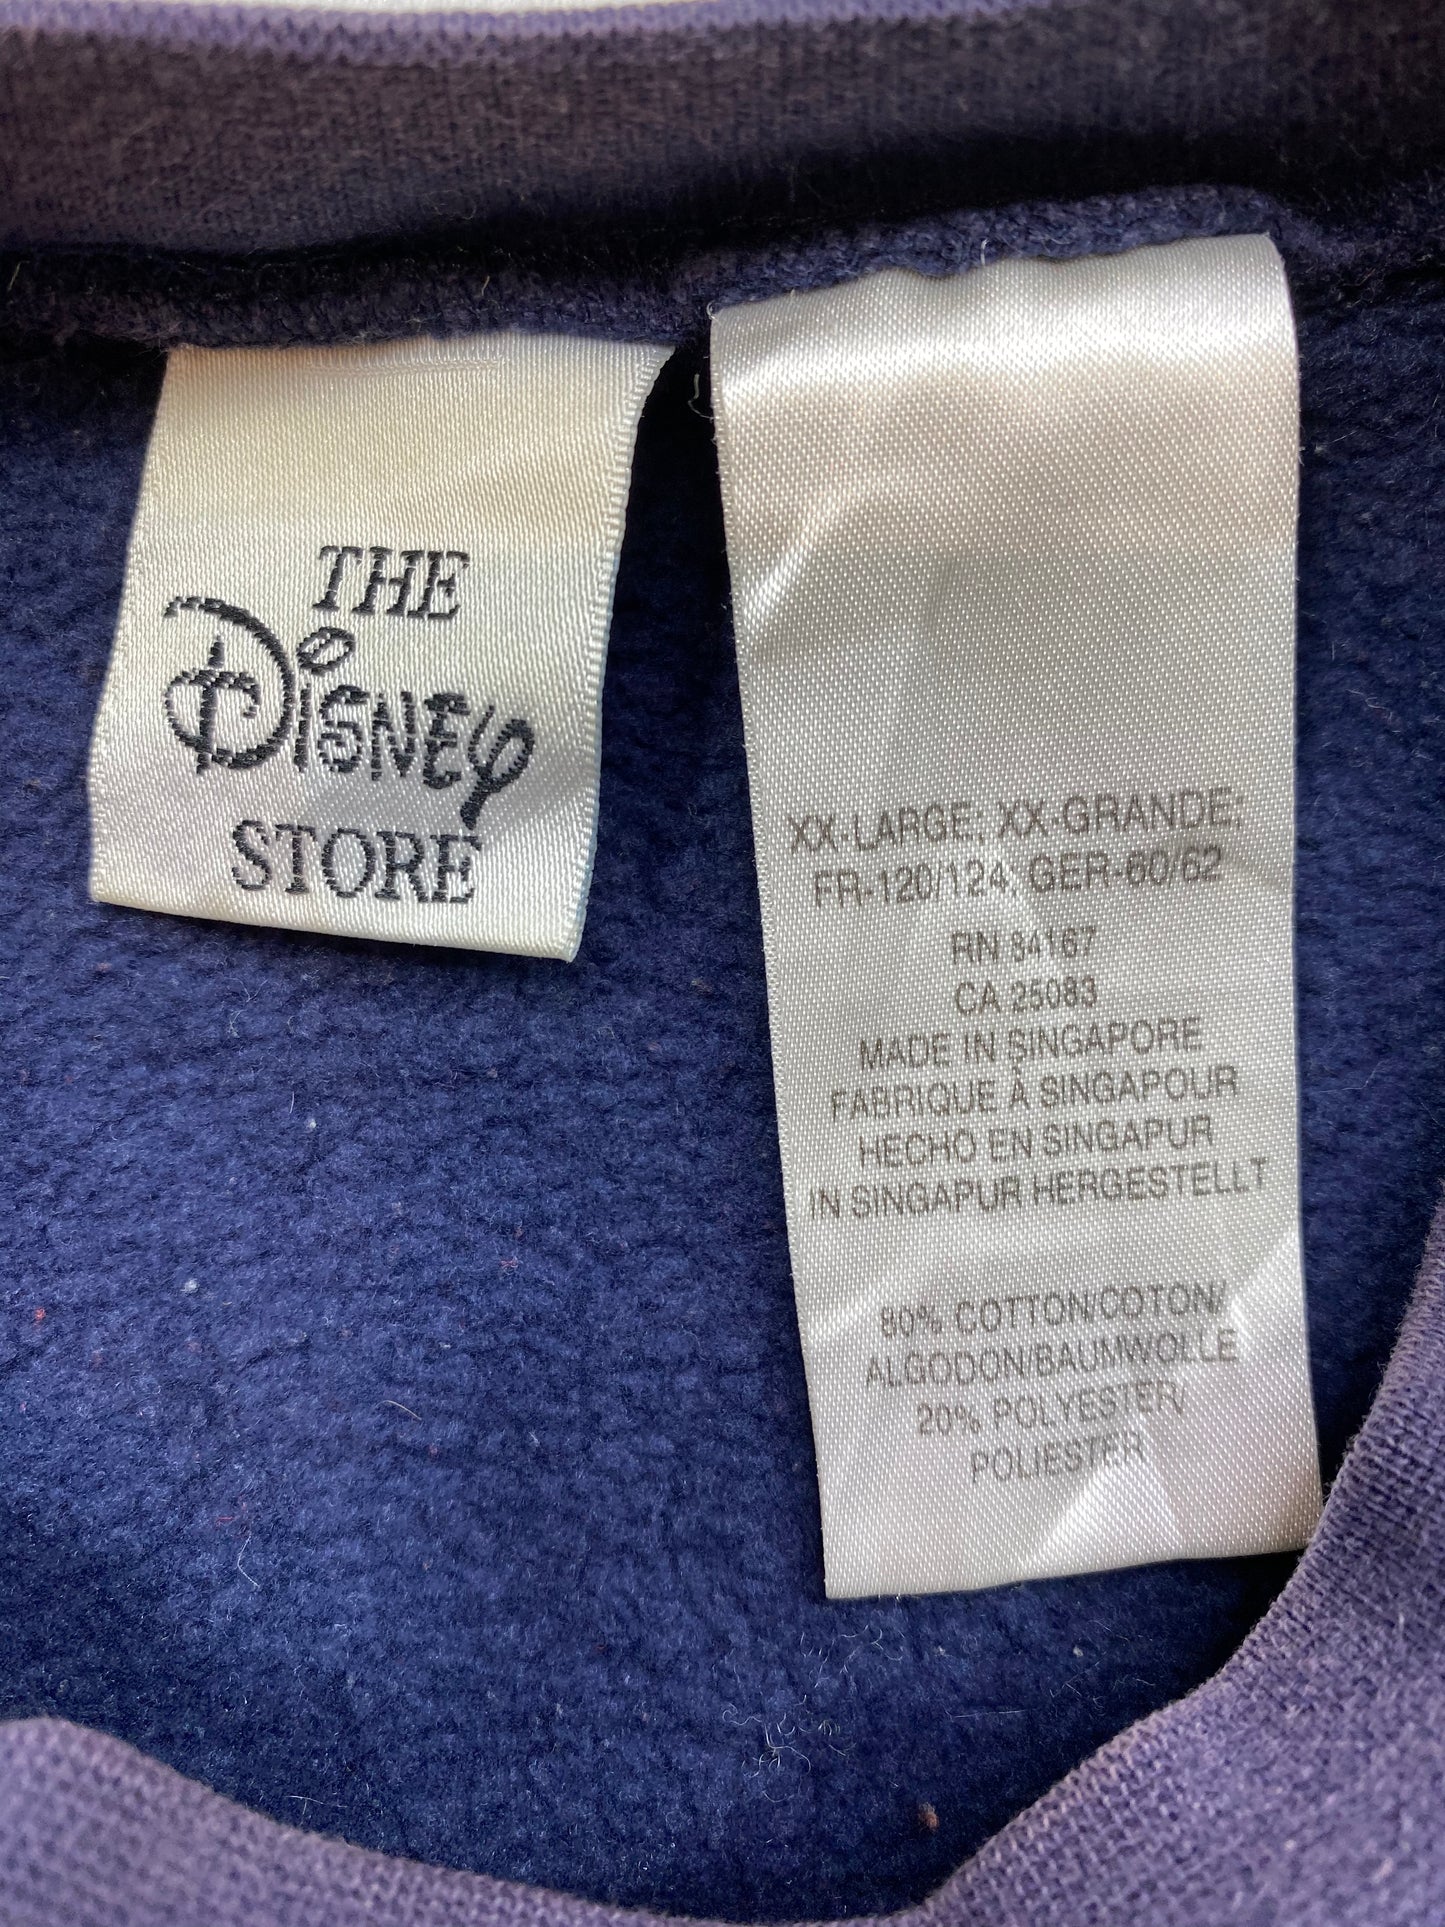 THE
DISNEY
STORE
XX-LARGE; XX-GRANDE;
FR-120/124, GER-60/62
RN 84167
CA 25083
MADE IN SINGAPORE
FABRIQUE À SINGAPOUR
HECHO EN SINGAPUR
IN SINGAPUR HERGESTELLT
80% COTTON/COTON/
ALGODON/BAUMWOLLE
20% POLYESTER/
POLIESTER